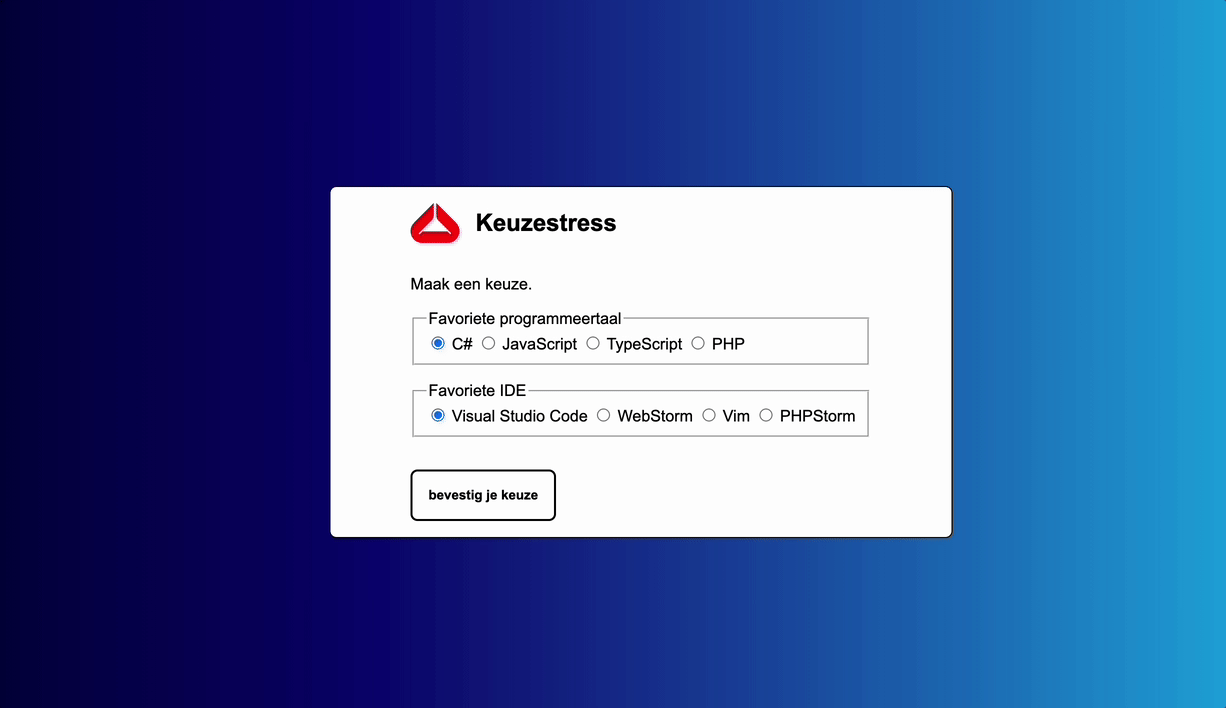 Keuzestress
Maak een keuze.
Favoriete programmeertaal
C# JavaScript TypeScript PHP
Favoriete IDE
Visual Studio Code WebStorm Vim PHPStorm
bevestig je keuze